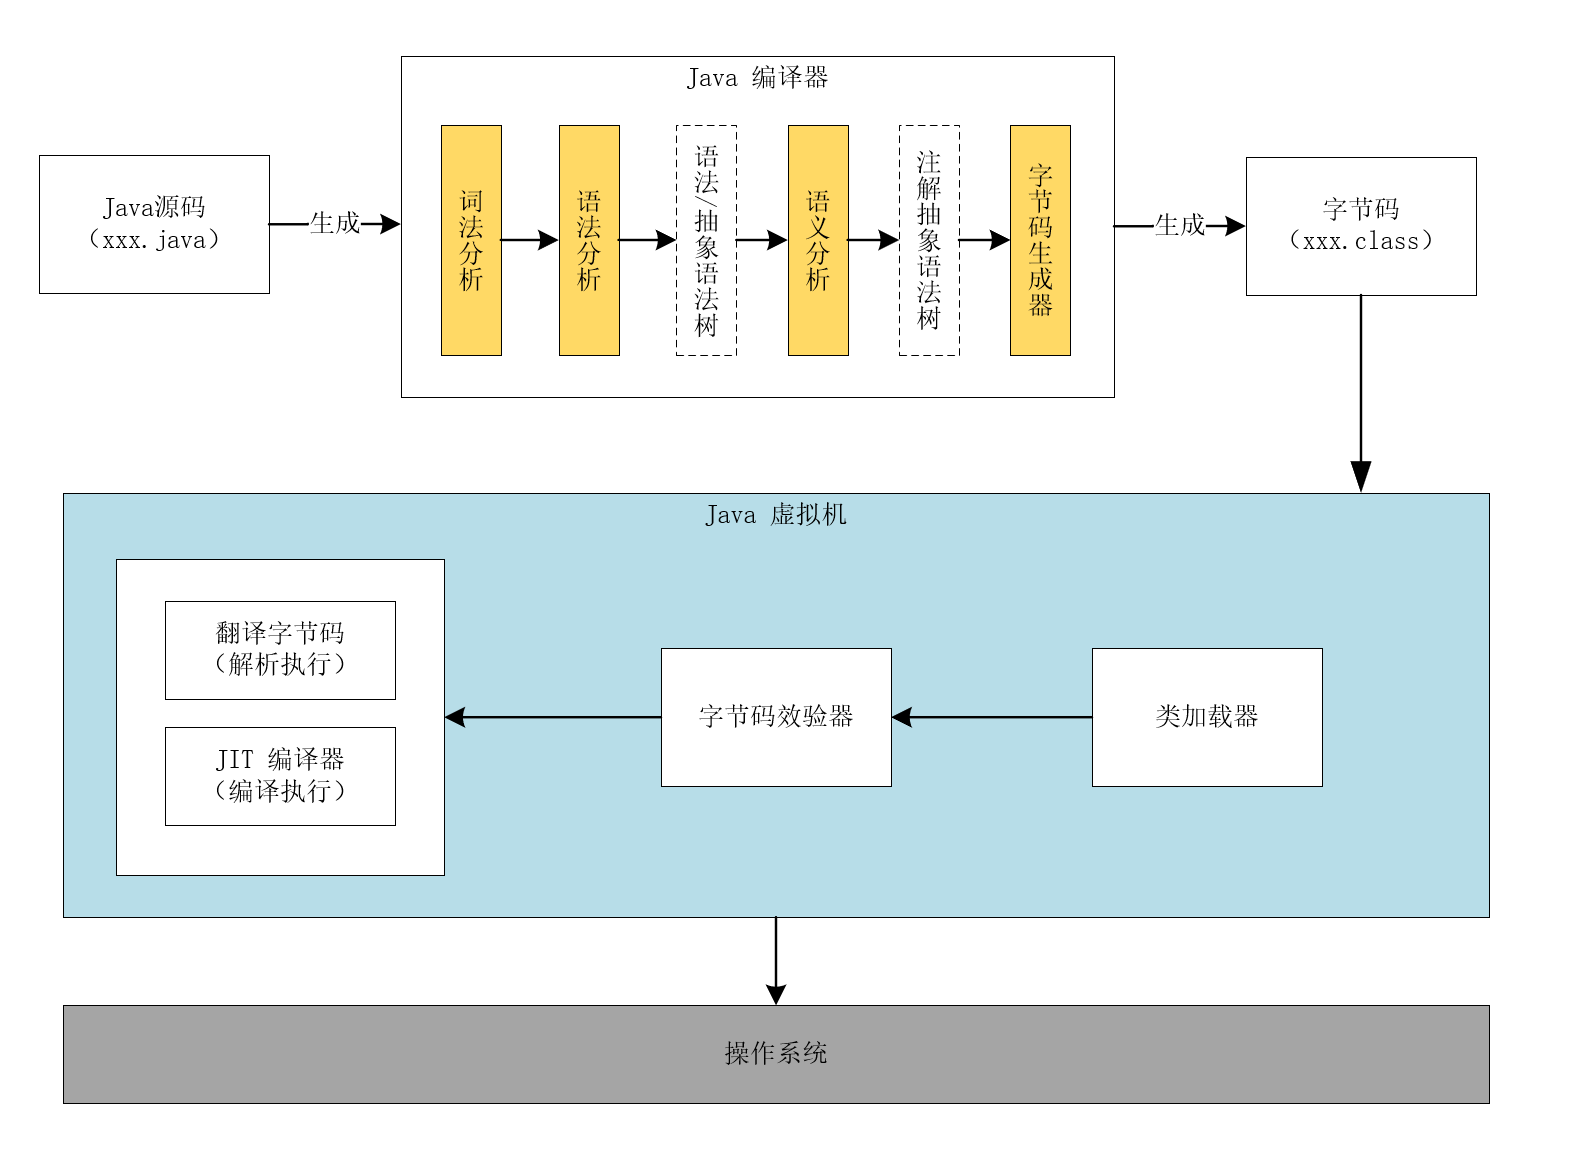 Java 编译器
Java源码
（xxx.java）
生成
词法分析
语法分析
语法/抽象语法树
语义分析
注解抽象语法树
字节码生成器
生成
字节码
（xxx.class）
Java 虚拟机
翻译字节码
（解析执行）
JIT 编译器
（编译执行）
字节码效验器
类加载器
操作系统